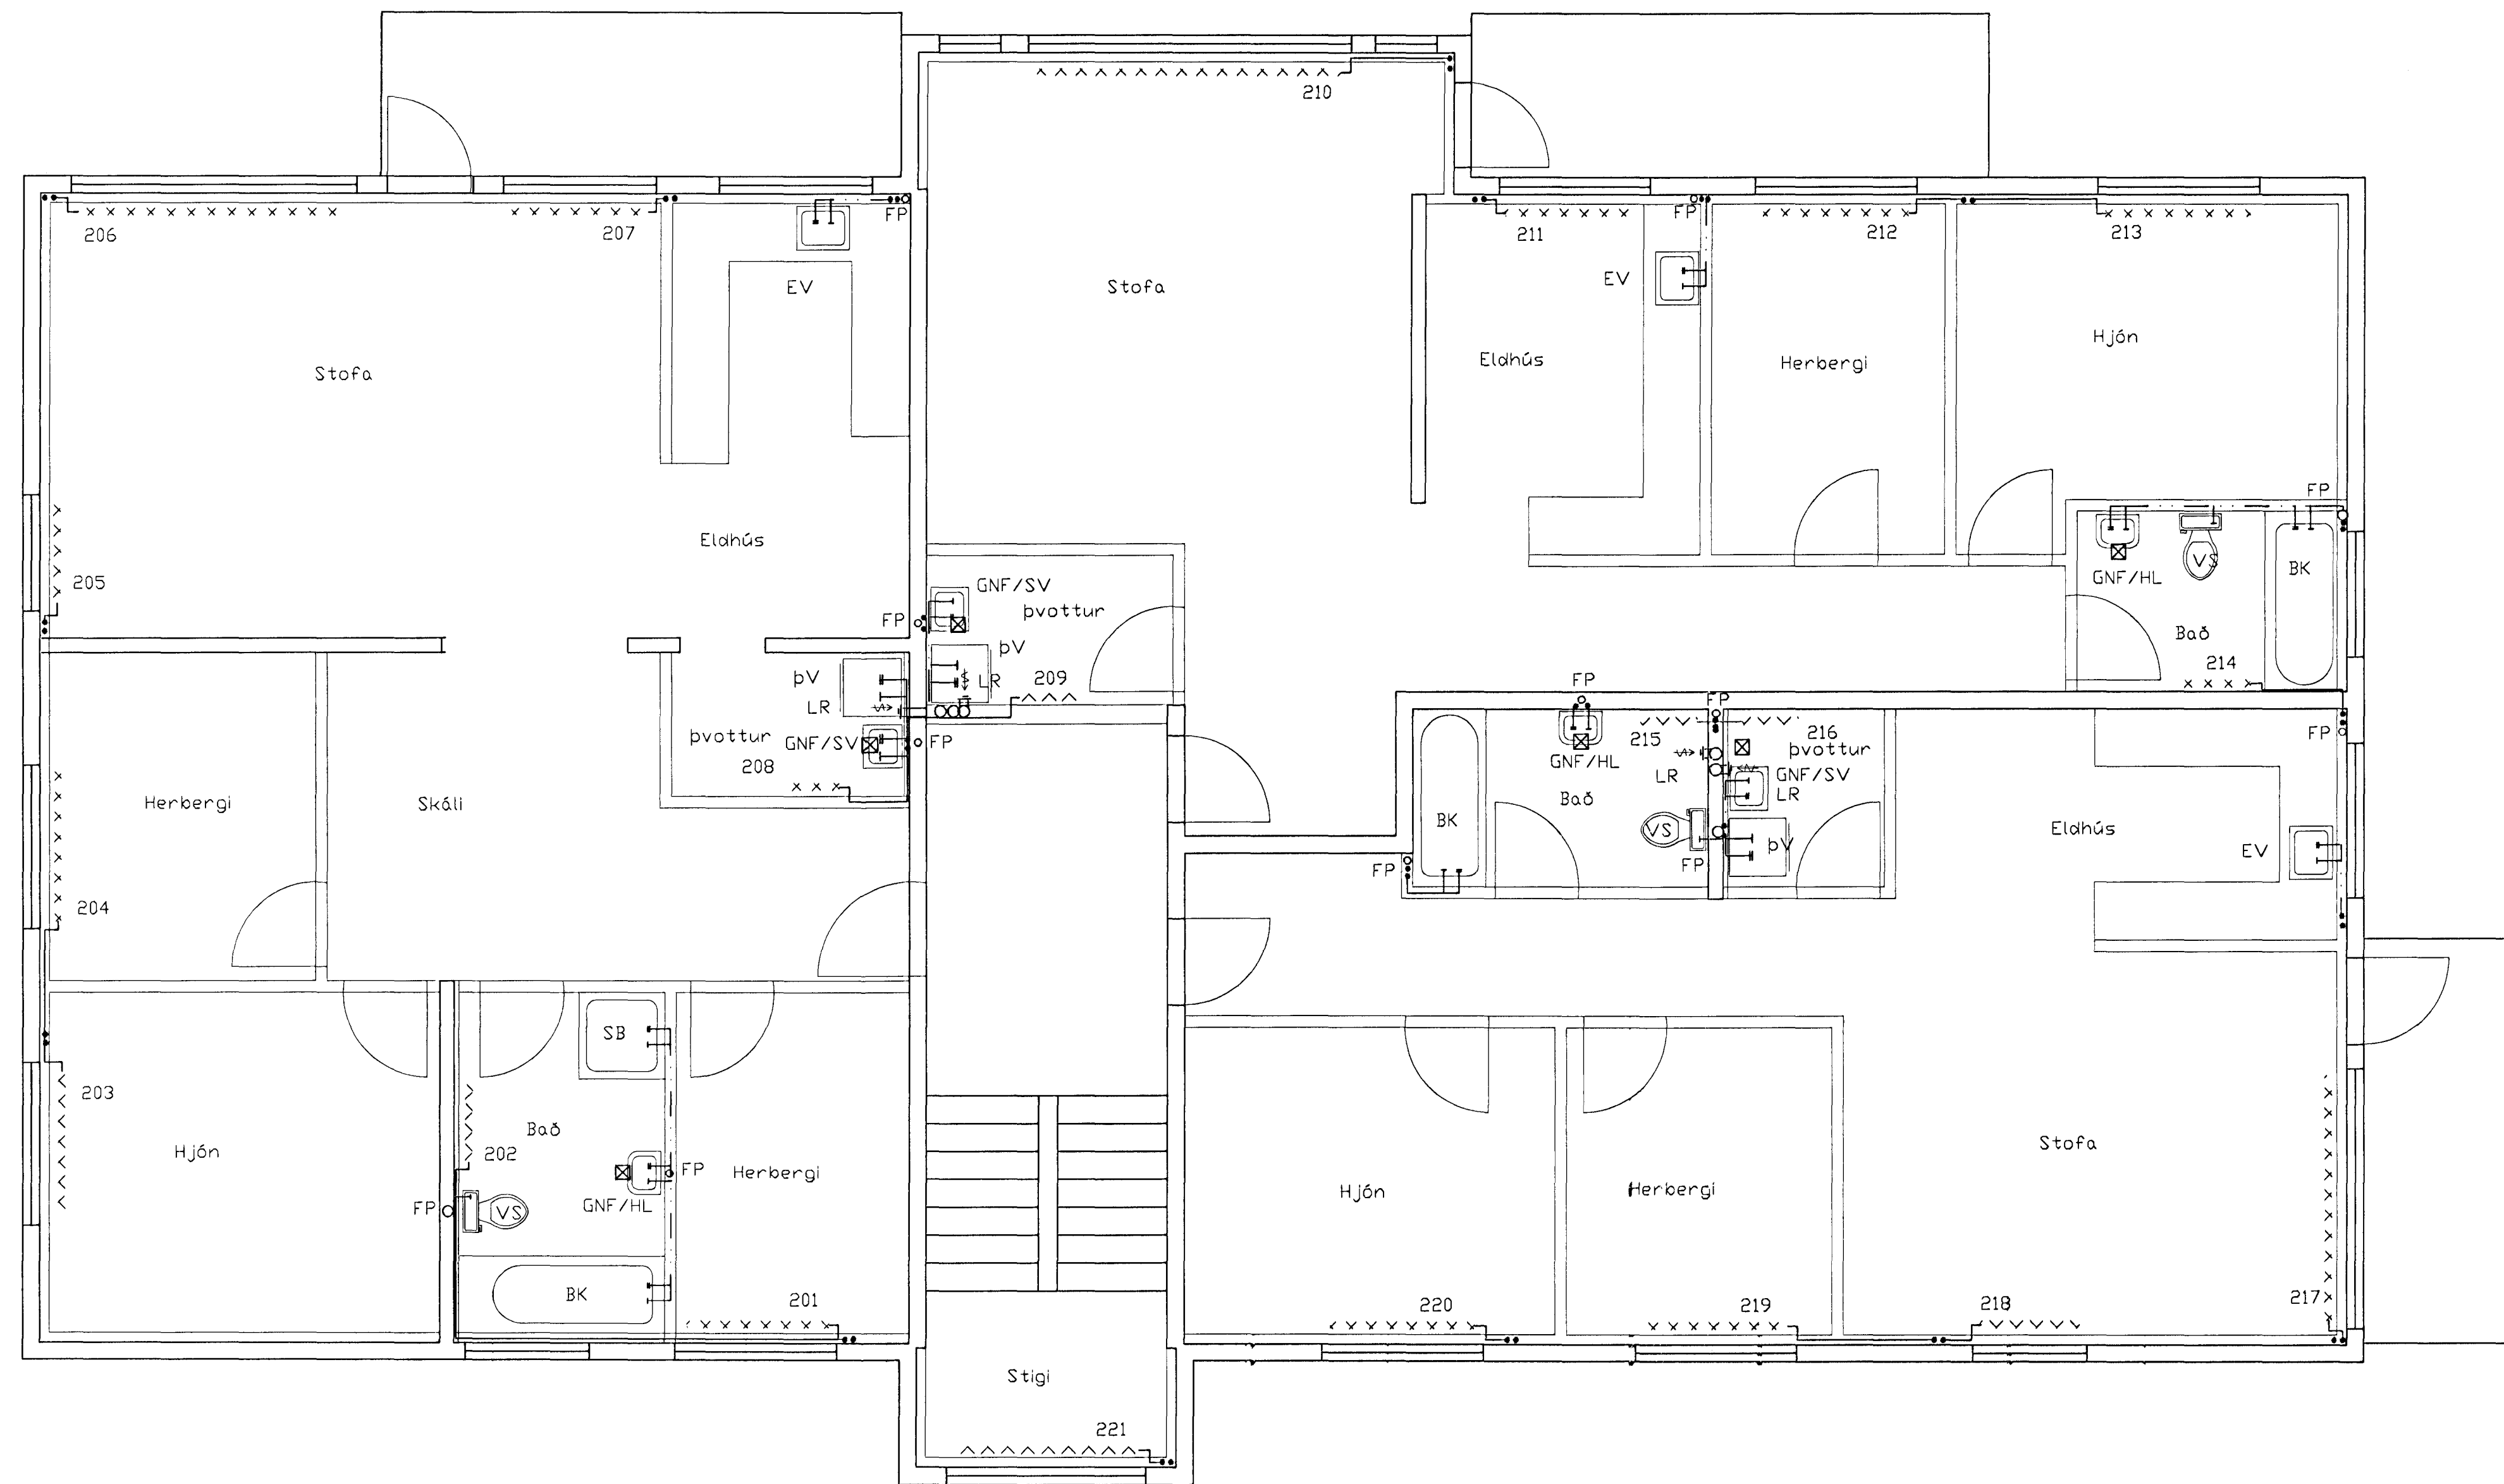 210
206
207
FP
FP
211
212
213
EV
EV
Stofa
Stofa
Eldhús
Herbergi
Hjón
FP
Eldhús
205
GNF/SV
þvottur
FP
þV
LR
209
GNF/HL
VS
BK
Bað
214
þV
LR
þvottur
GNF/SV
FP
208
FP
FP
215
216
þvottur
GNF/HL
LR
GNF/SV
LR
Bað
BK
VS
þV
FP
FP
FP
Eldhús
EV
Herbergi
Skáli
204
203
SB
Bað
202
Hjón
FP
Herbergi
GNF/HL
FP
VS
BK
201
Hjón
Herbergi
Stofa
220
219
218
217
Stigi
221